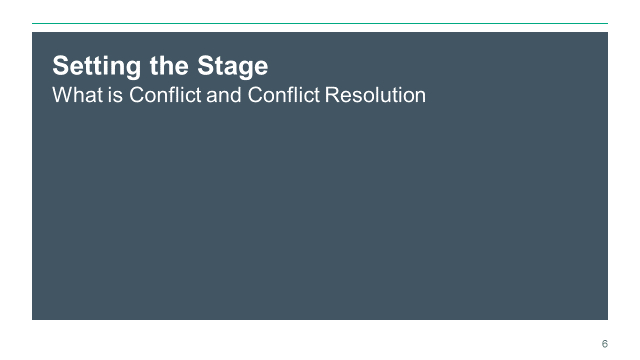 Setting the Stage
What is Conflict and Conflict Resolution
6